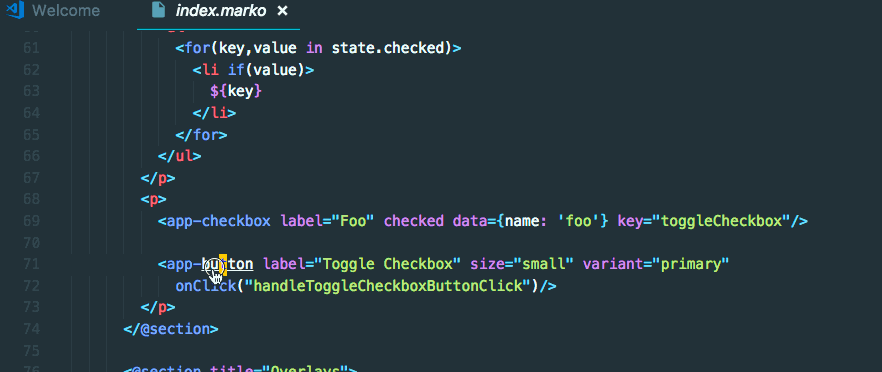 Welcome index.marko ×
61 <for(key,value in state.checked)>
62 <li if(value)>
63 ${key}
64 </li>
65 </for>
66 </ul>
67 </p>
68 <p>
69 <app-checkbox label="Foo" checked data={name: 'foo'} key="toggleCheckbox"/>
70
71 <app-button label="Toggle Checkbox" size="small" variant="primary"
72 onClick("handleToggleCheckboxButtonClick")/>
73 </p>
74 </@section>
75
76 <@section title="Overlays">